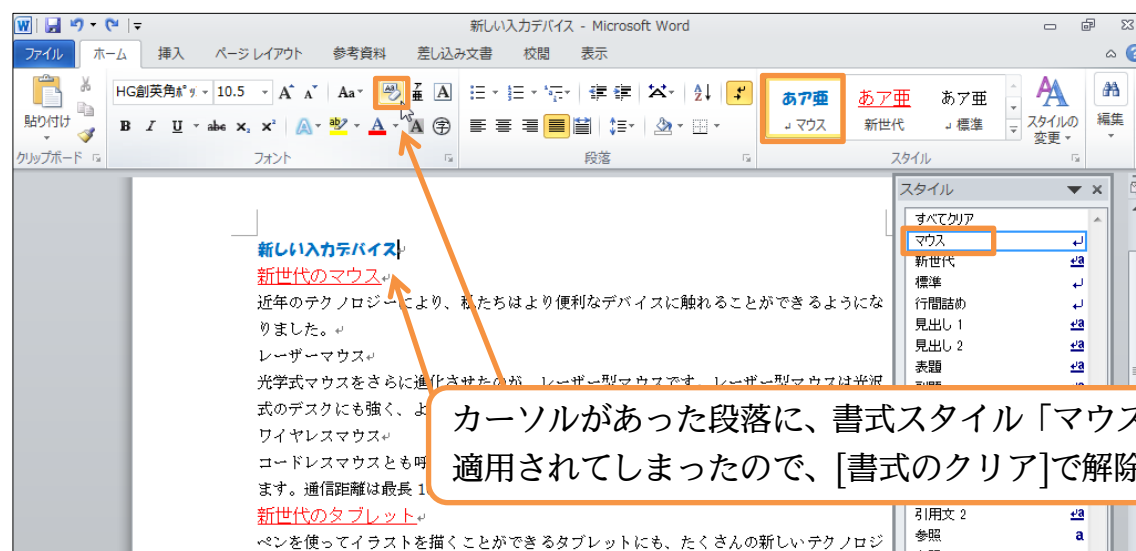 新しい入力デバイス - Microsoft Word
ファイル ホーム 挿入 ページ レイアウト 参考資料 差し込み文書 校閲 表示
HG創英角ﾎﾟｯ 10.5
貼り付け
あア亜 あア亜 あア亜
マウス 新世代 標準
スタイルの
変更
編集
クリップボード フォント 段落 スタイル
スタイル
すべてクリア
マウス
新世代
標準
行間詰め
見出し 1
見出し 2
表題
新しい入力デバイス
新世代のマウス
近年のテクノロジーにより、私たちはより便利なデバイスに触れることができるようにな
りました。
レーザーマウス
光学式マウスをさらに進化させたのが、レーザー型マウスです。レーザー型マウスは光沢
式のデスクにも強く、よ
ワイヤレスマウス
コードレスマウスとも呼
ます。通信距離は最長 1
新世代のタブレット
ペンを使ってイラストを描くことができるタブレットにも、たくさんの新しいテクノロジ
カーソルがあった段落に、書式スタイル「マウス
適用されてしまったので、[書式のクリア]で解除
引用文 2
参照